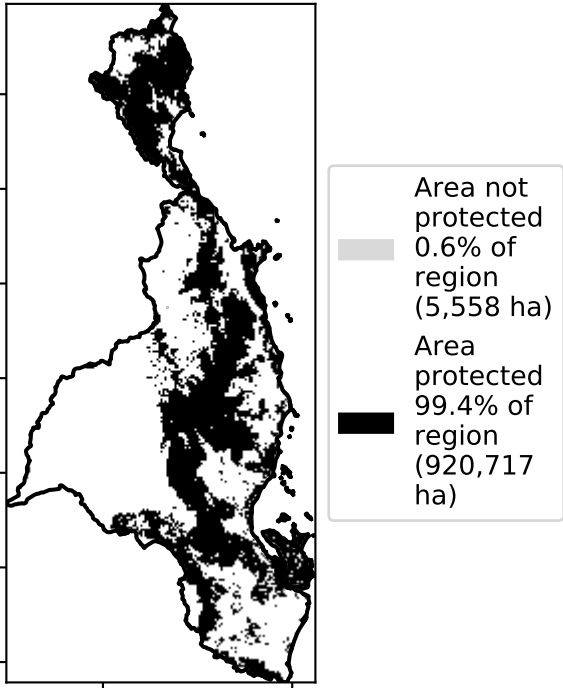 Area not
protected
0.6% of
region
(5,558 ha)
Area
protected
99.4% of
region
(920,717
ha)